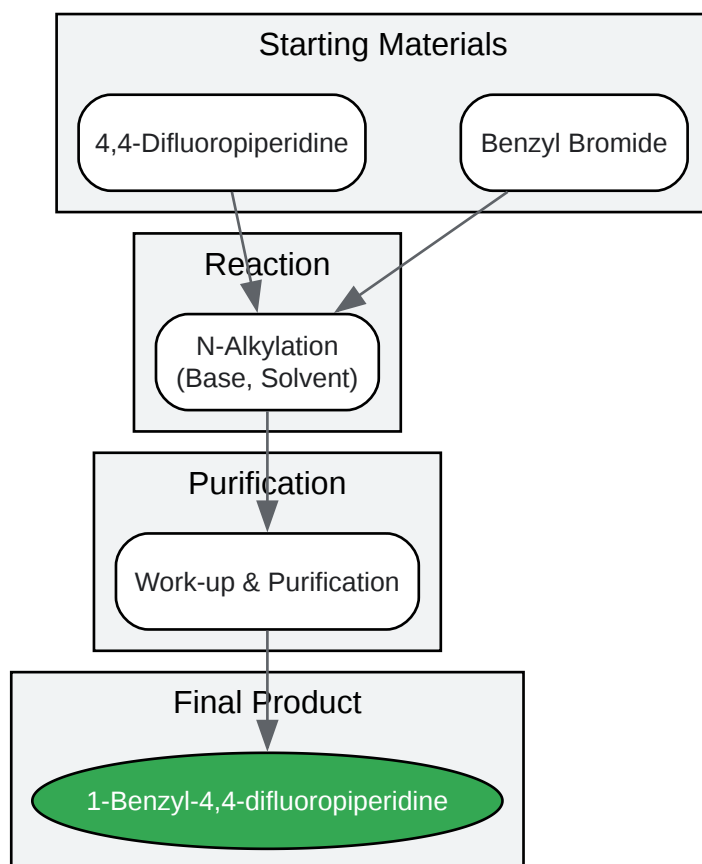 Starting Materials
4,4-Difluoropiperidine
Benzyl Bromide
Reaction
N-Alkylation
(Base, Solvent)
Purification
Work-up & Purification
Final Product
1-Benzyl-4,4-difluoropiperidine